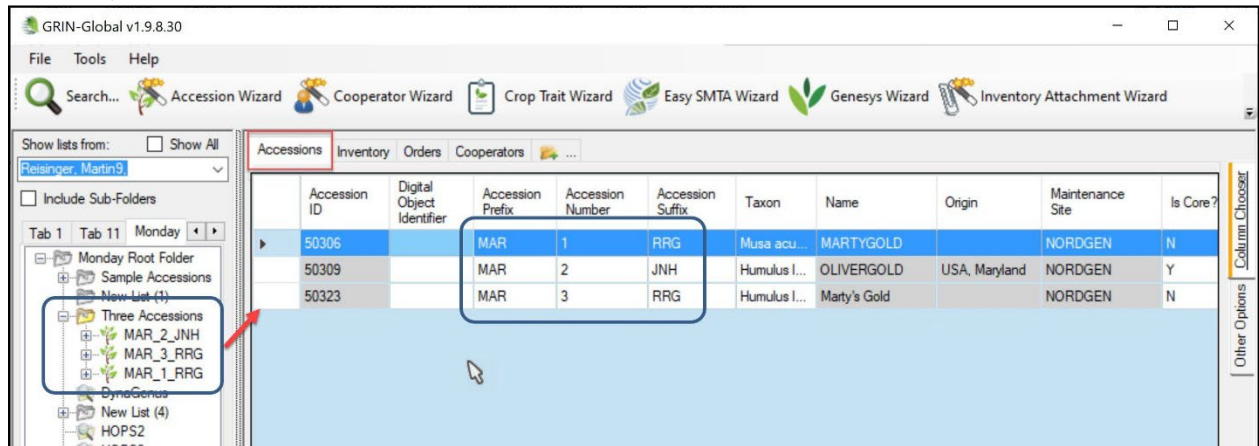 GRIN-Global v1.9.8.30
File Tools Help
Search... Accession Wizard Cooperator Wizard Crop Trait Wizard Easy SMTA Wizard Genesys Wizard Inventory Attachment Wizard
Show lists from: Show All
Reisinger, Martin9,
Include Sub-Folders
Tab 1 Tab 11 Monday
Monday Root Folder
Sample Accessions
New List (1)
Three Accessions
MAR_2_JNH
MAR_3_RRG
MAR_1_RRG
DynaGenus
New List (4)
HOPS2
Accessions Inventory Orders Cooperators ...
Accession ID Digital Object Identifier Accession Prefix Accession Number Accession Suffix Taxon Name Origin Maintenance Site Is Core?
50306 MAR 1 RRG Musa acu... MARTYGOLD NORDGEN N
50309 MAR 2 JNH Humulus l... OLIVERGOLD USA, Maryland NORDGEN Y
50323 MAR 3 RRG Humulus l... Marty's Gold NORDGEN N
Column Chooser
Other Options